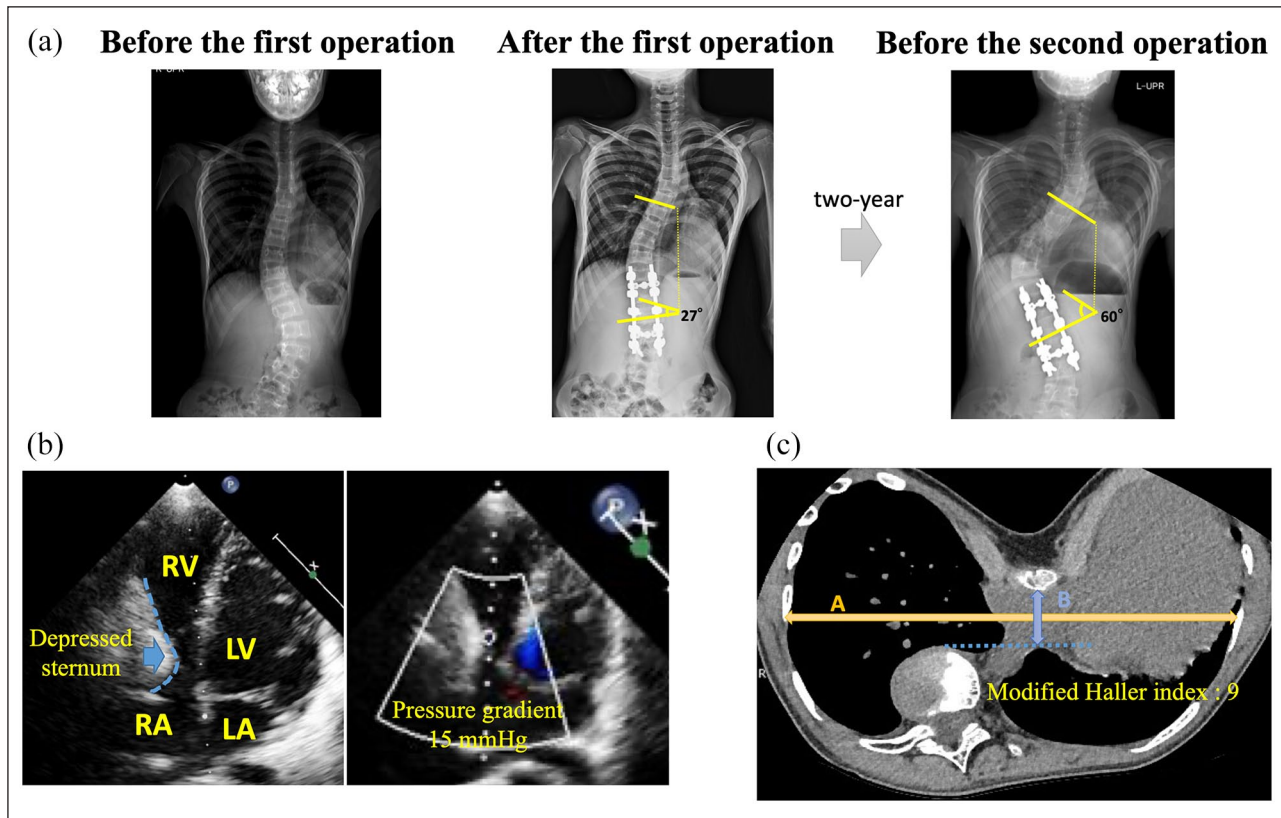 (a)
Before the first operation
After the first operation
Before the second operation
R-UPR
L-UPR
27°
two-year
60°
(b)
P
RV
Depressed
sternum
LV
RA
LA
P
Pressure gradient
15 mmHg
(c)
A
B
R
Modified Haller index : 9